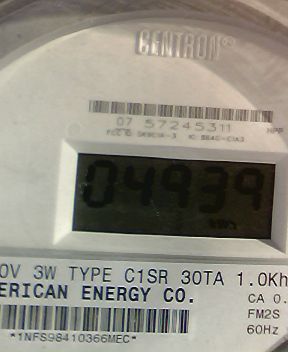 CENTRON®
07 57245311
04939
0V 3W TYPE C1SR 30TA 1.0Kh
ERICAN ENERGY CO.
CA 0.
FM2S
60Hz
*1NFS98410366MEC*